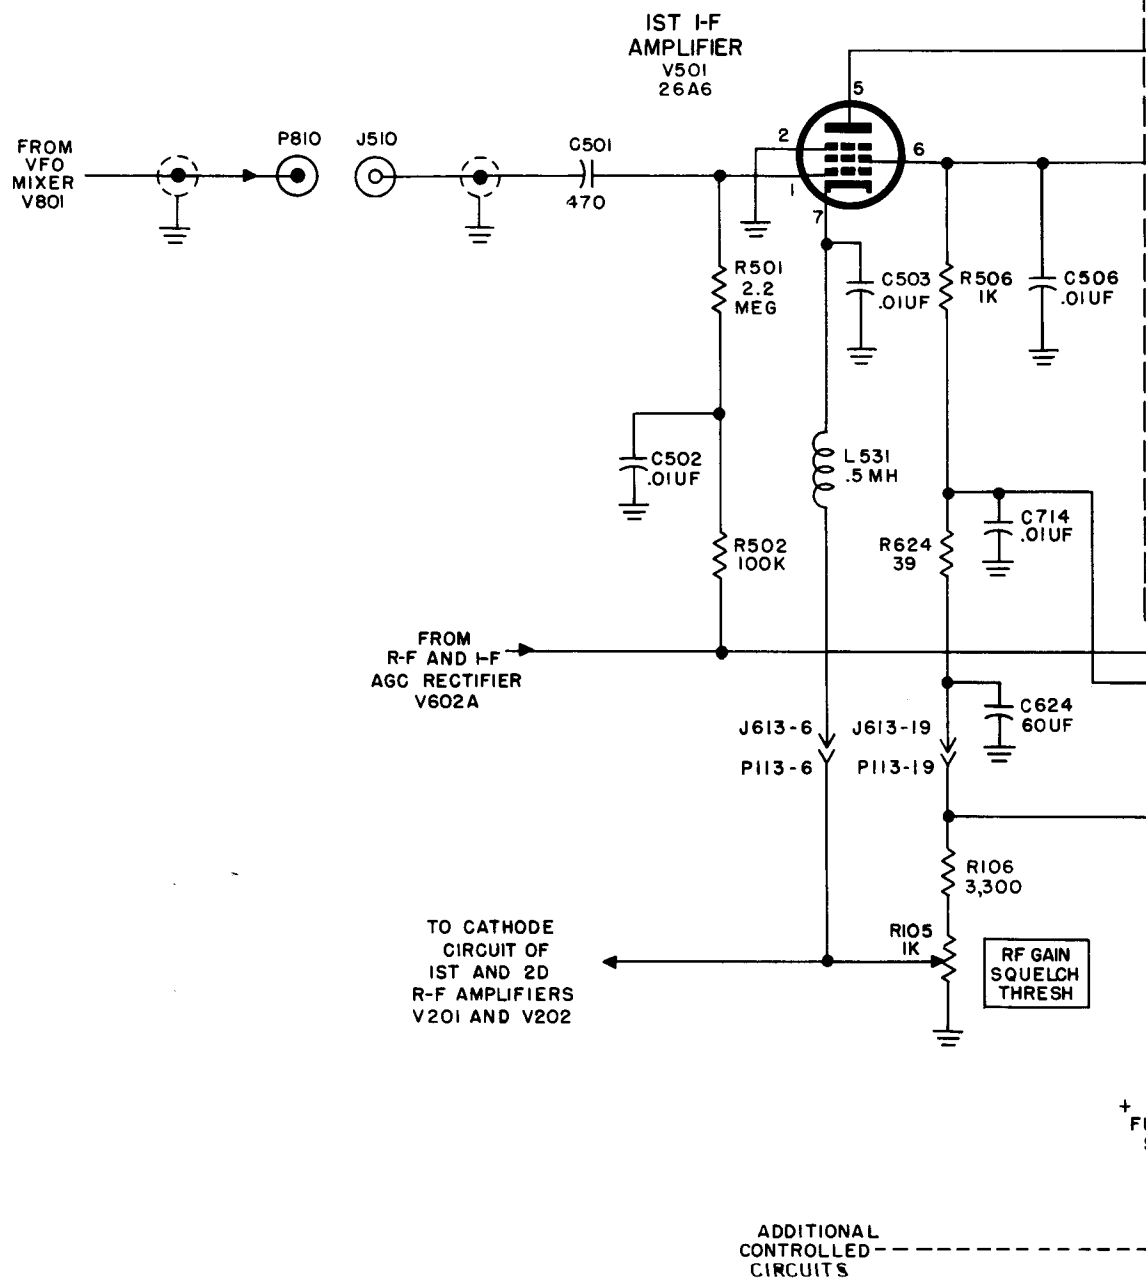 1ST I-F
AMPLIFIER
V501
26A6
5
2
6
1
7
FROM
VFO
MIXER
V801
P810
J510
C501
470
R501
2.2
MEG
C503
.01UF
R506
1K
C506
.01UF
C502
.01UF
L531
.5 MH
C714
.01UF
R502
100K
R624
39
FROM
R-F AND I-F
AGC RECTIFIER
V602A
C624
60UF
J613-6
J613-19
P113-6
P113-19
R106
3,300
TO CATHODE
CIRCUIT OF
1ST AND 2D
R-F AMPLIFIERS
V201 AND V202
R105
1K
RF GAIN
SQUELCH
THRESH
+
ADDITIONAL
CONTROLLED
CIRCUITS